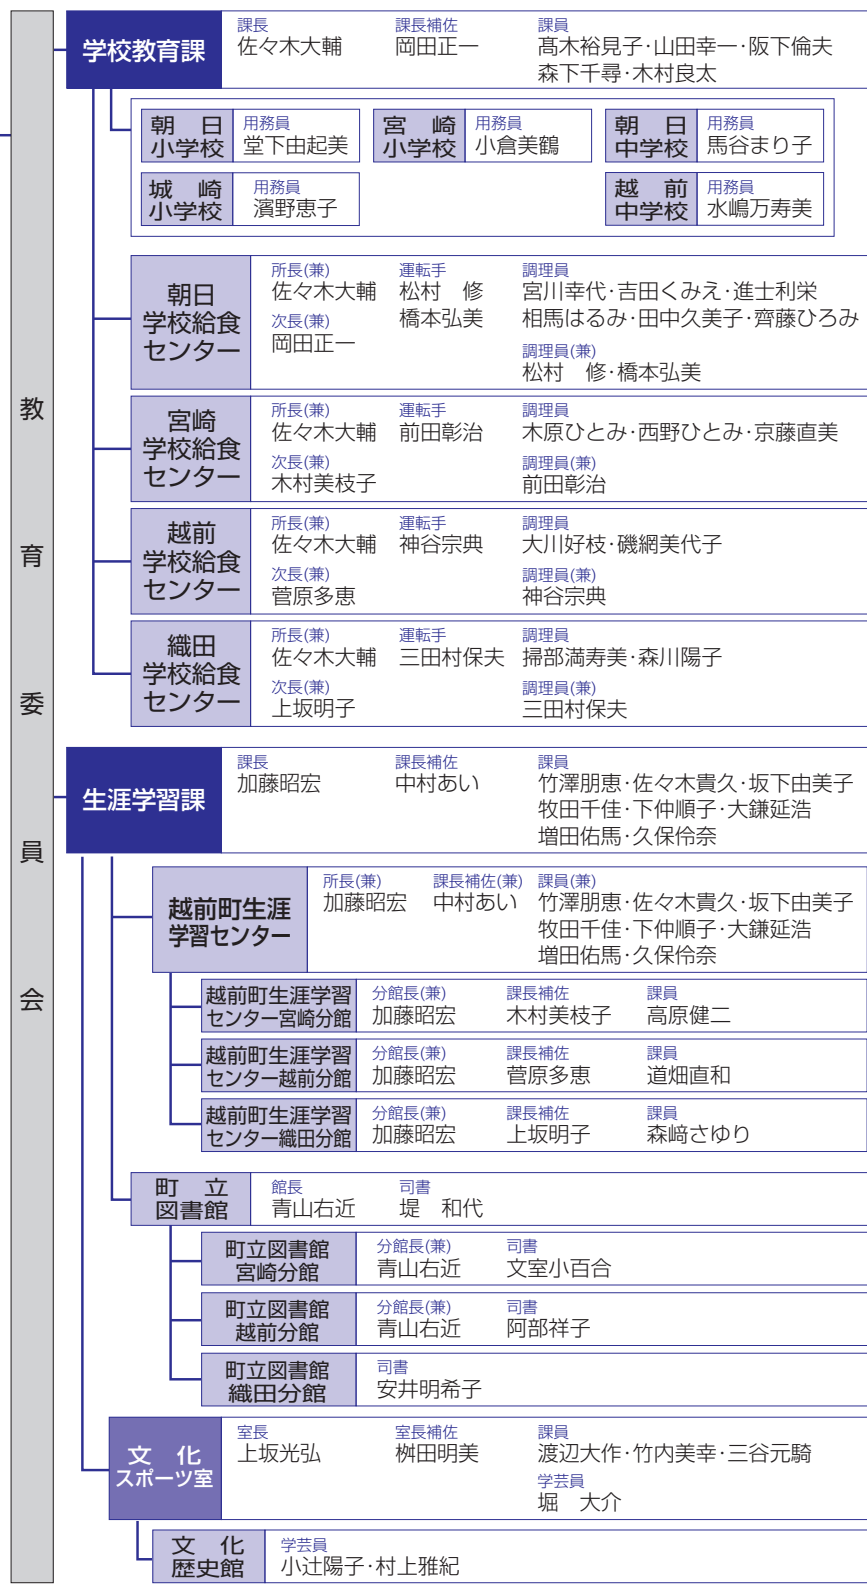 教育委員会
学校教育課
課長
佐々木大輔
課長補佐
岡田正一
課員
髙木裕見子・山田幸一・阪下倫夫
森下千尋・木村良太
朝　日
小学校
用務員
堂下由起美
宮　崎
小学校
用務員
小倉美鶴
朝　日
中学校
用務員
馬谷まり子
城　崎
小学校
用務員
濱野恵子
越　前
中学校
用務員
水嶋万寿美
朝日
学校給食
センター
所長(兼)
佐々木大輔
次長(兼)
岡田正一
運転手
松村　修
橋本弘美
調理員
宮川幸代・吉田くみえ・進士利栄
相馬はるみ・田中久美子・齊藤ひろみ
調理員(兼)
松村　修・橋本弘美
宮崎
学校給食
センター
所長(兼)
佐々木大輔
次長(兼)
木村美枝子
運転手
前田彰治
調理員
木原ひとみ・西野ひとみ・京藤直美
調理員(兼)
前田彰治
越前
学校給食
センター
所長(兼)
佐々木大輔
次長(兼)
菅原多恵
運転手
神谷宗典
調理員
大川好枝・磯網美代子
調理員(兼)
神谷宗典
織田
学校給食
センター
所長(兼)
佐々木大輔
次長(兼)
上坂明子
運転手
三田村保夫
調理員
掃部満寿美・森川陽子
調理員(兼)
三田村保夫
生涯学習課
課長
加藤昭宏
課長補佐
中村あい
課員
竹澤朋恵・佐々木貴久・坂下由美子
牧田千佳・下仲順子・大鎌延浩
増田佑馬・久保伶奈
越前町生涯
学習センター
所長(兼)
加藤昭宏
課長補佐(兼)
中村あい
課員(兼)
竹澤朋恵・佐々木貴久・坂下由美子
牧田千佳・下仲順子・大鎌延浩
増田佑馬・久保伶奈
越前町生涯学習
センター宮崎分館
分館長(兼)
加藤昭宏
課長補佐
木村美枝子
課員
高原健二
越前町生涯学習
センター越前分館
分館長(兼)
加藤昭宏
課長補佐
菅原多恵
課員
道畑直和
越前町生涯学習
センター織田分館
分館長(兼)
加藤昭宏
課長補佐
上坂明子
課員
森﨑さゆり
町　立
図書館
館長
青山右近
司書
堤　和代
町立図書館
宮崎分館
分館長(兼)
青山右近
司書
文室小百合
町立図書館
越前分館
分館長(兼)
青山右近
司書
阿部祥子
町立図書館
織田分館
司書
安井明希子
文　化
スポーツ室
室長
上坂光弘
室長補佐
桝田明美
課員
渡辺大作・竹内美幸・三谷元騎
学芸員
堀　大介
文　化
歴史館
学芸員
小辻陽子・村上雅紀